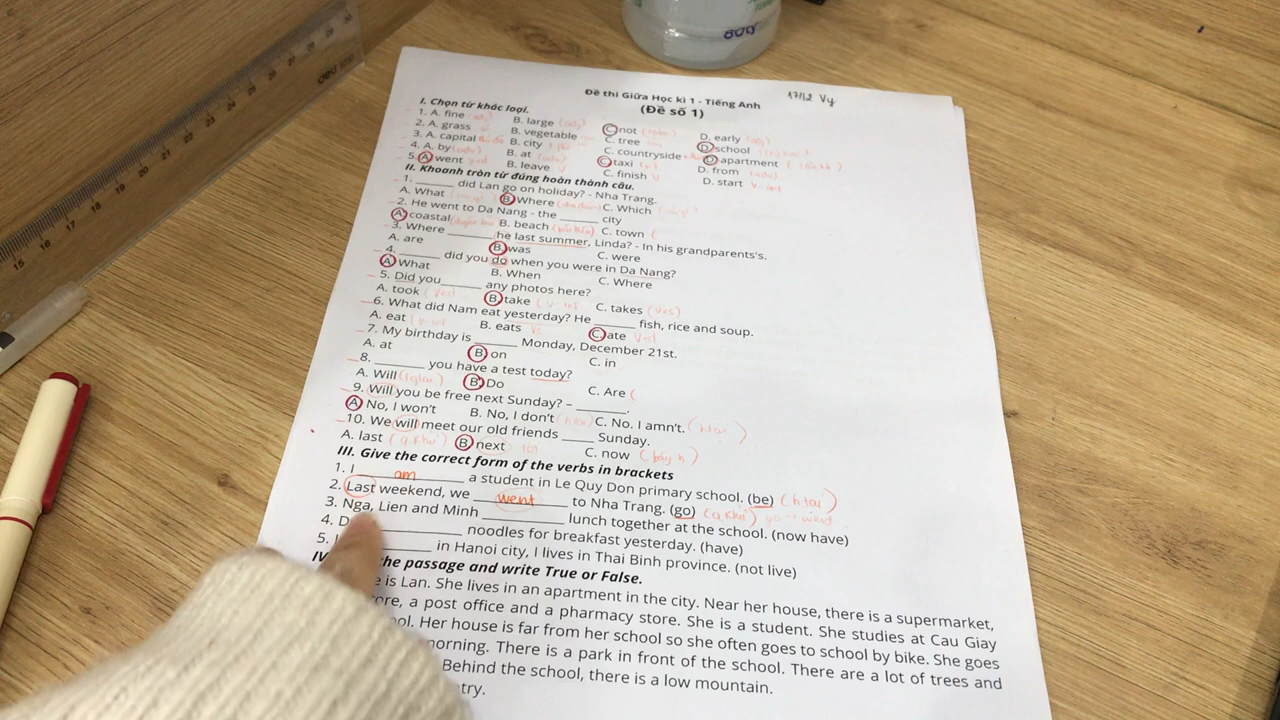 Đề thi Giữa Học kì 1 - Tiếng Anh
17/12 Vy
(Đề số 1)
I. Chọn từ khác loại.
1. A. fine B. large C. not D. early
2. A. grass B. vegetable C. tree D. school
3. A. capital B. city C. countryside D. apartment
4. A. by B. at C. taxi D. from
5. A. went B. leave C. finish D. start
II. Khoanh tròn từ đúng hoàn thành câu.
1. ______ did Lan go on holiday? - Nha Trang.
A. What B. Where C. Which
2. He went to Da Nang - the ______ city
A. coastal B. beach C. town
3. Where ______ he last summer, Linda? - In his grandparents's.
A. are B. was C. were
4. ______ did you do when you were in Da Nang?
A. What B. When C. Where
5. Did you ______ any photos here?
A. took B. take C. takes
6. What did Nam eat yesterday? He ______ fish, rice and soup.
A. eat B. eats C. ate
7. My birthday is ______ Monday, December 21st.
A. at B. on C. in
8. ______ you have a test today?
A. Will B. Do C. Are
9. Will you be free next Sunday? – ______.
A. No, I won't B. No, I don't C. No. I amn't.
10. We will meet our old friends ____ Sunday.
A. last B. next C. now
III. Give the correct form of the verbs in brackets
1. I am a student in Le Quy Don primary school. (be)
2. Last weekend, we went to Nha Trang. (go)
3. Nga, Lien and Minh __________ lunch together at the school. (now have)
4. D noodles for breakfast yesterday. (have)
5. I in Hanoi city, I lives in Thai Binh province. (not live)
IV the passage and write True or False.
is Lan. She lives in an apartment in the city. Near her house, there is a supermarket,
a post office and a pharmacy store. She is a student. She studies at Cau Giay
Her house is far from her school so she often goes to school by bike. She goes
There is a park in front of the school. There are a lot of trees and
Behind the school, there is a low mountain.